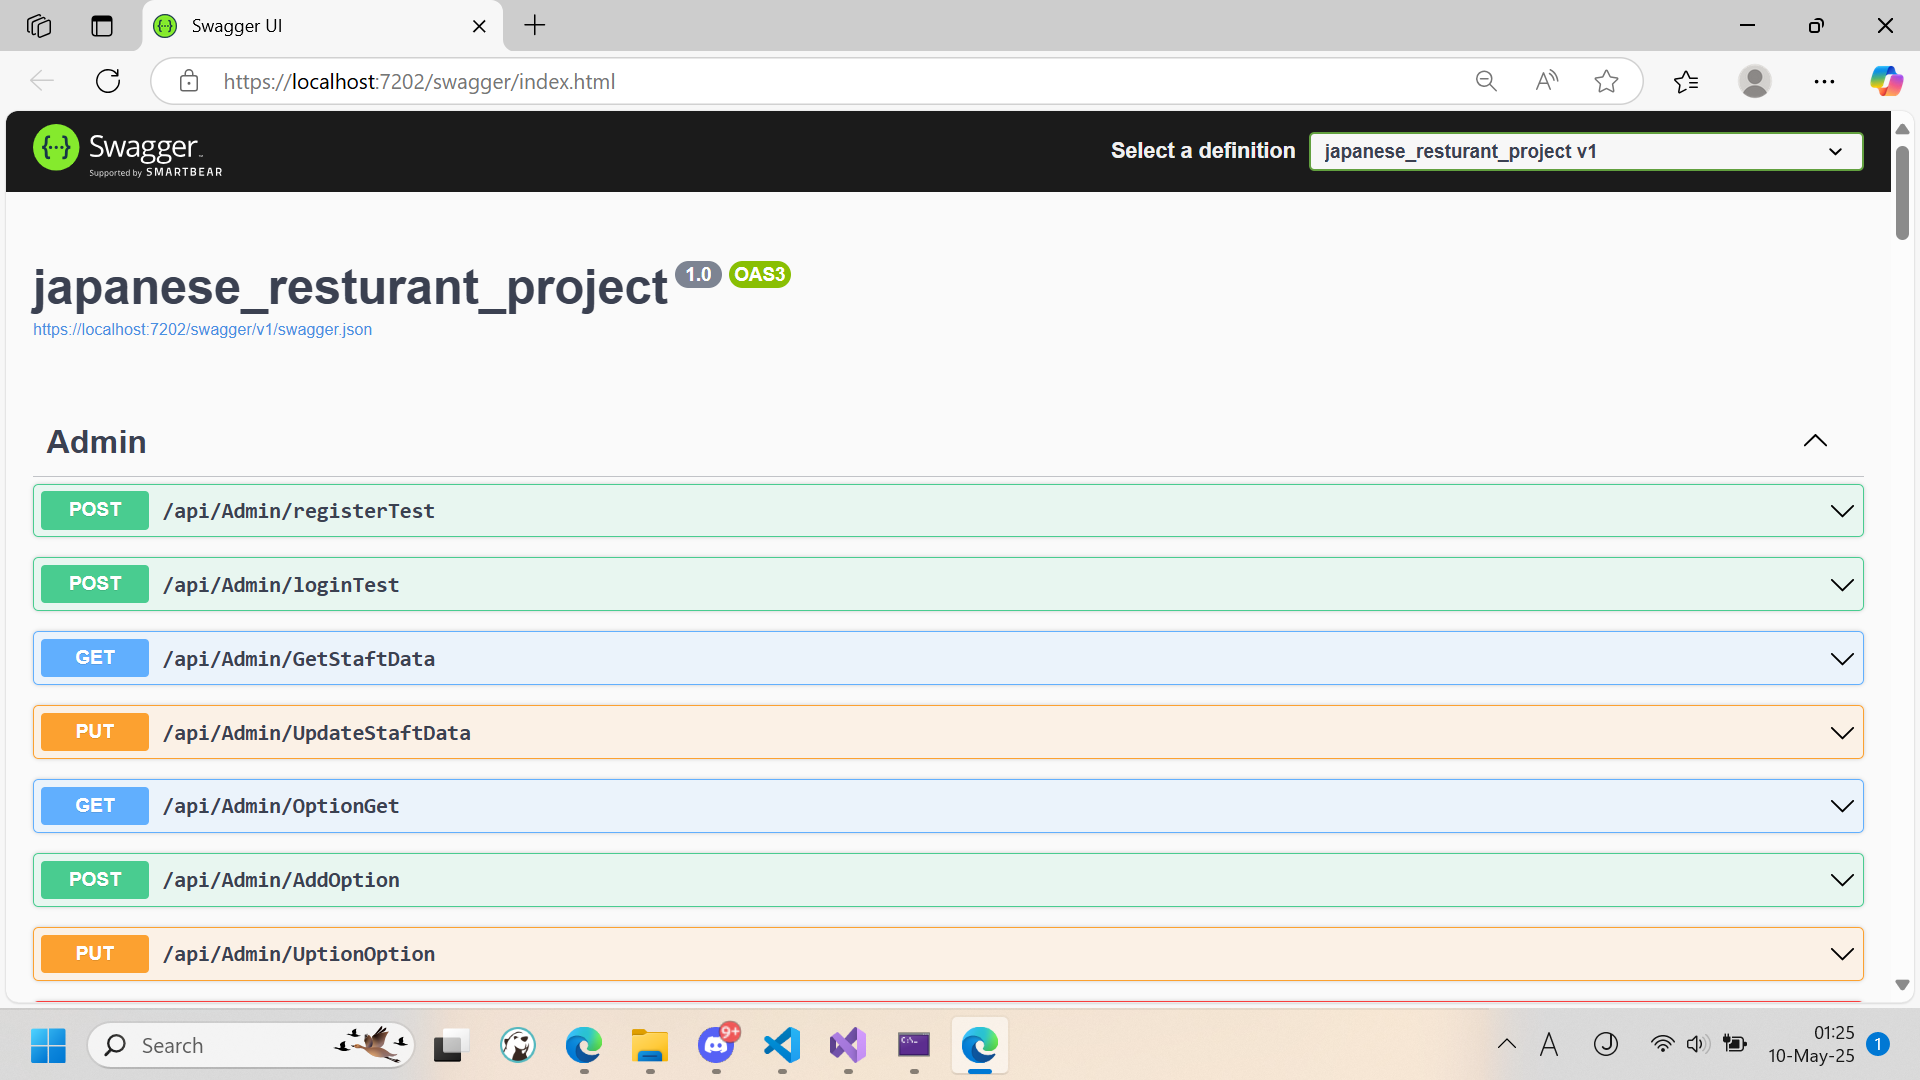 Swagger UI
https://localhost:7202/swagger/index.html
Swagger
Supported by SMARTBEAR
Select a definition
japanese_resturant_project v1
japanese_resturant_project 1.0 OAS3
https://localhost:7202/swagger/v1/swagger.json
Admin
POST /api/Admin/registerTest
POST /api/Admin/loginTest
GET /api/Admin/GetStaftData
PUT /api/Admin/UpdateStaftData
GET /api/Admin/OptionGet
POST /api/Admin/AddOption
PUT /api/Admin/UptionOption
Search
9+
01:25
10-May-25
1